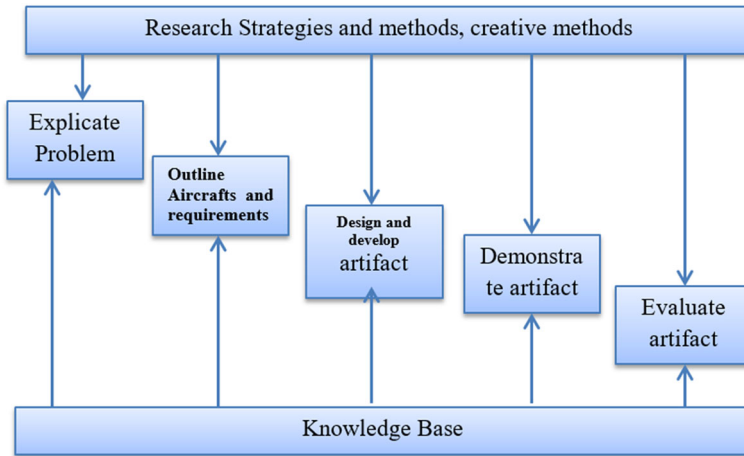 Research Strategies and methods, creative methods
Explicate
Problem
Outline
Aircrafts and
requirements
Design and
develop
artifact
Demonstra
te artifact
Evaluate
artifact
Knowledge Base